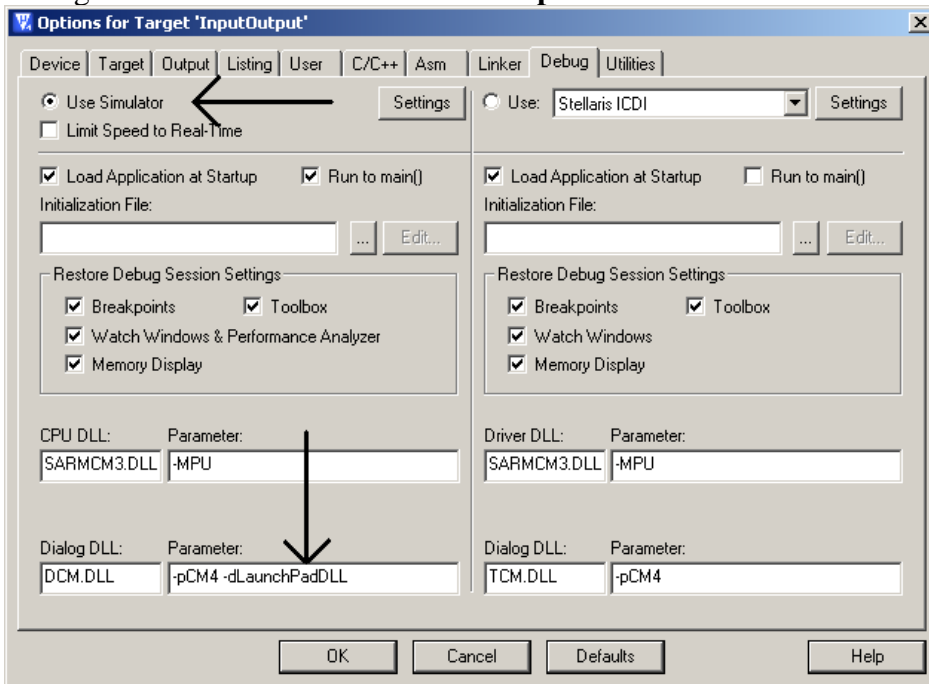 Options for Target 'InputOutput'
Device Target Output Listing User C/C++ Asm Linker Debug Utilities
Use Simulator Settings
Limit Speed to Real-Time
Use: Stellaris ICDI Settings
Load Application at Startup Run to main()
Initialization File:
... Edit...
Restore Debug Session Settings
Breakpoints Toolbox
Watch Windows & Performance Analyzer
Memory Display
CPU DLL: Parameter:
SARMCM3.DLL -MPU
Dialog DLL: Parameter:
DCM.DLL -pCM4 -dLaunchPadDLL
Load Application at Startup Run to main()
Initialization File:
... Edit...
Restore Debug Session Settings
Breakpoints Toolbox
Watch Windows
Memory Display
Driver DLL: Parameter:
SARMCM3.DLL -MPU
Dialog DLL: Parameter:
TCM.DLL -pCM4
OK Cancel Defaults Help